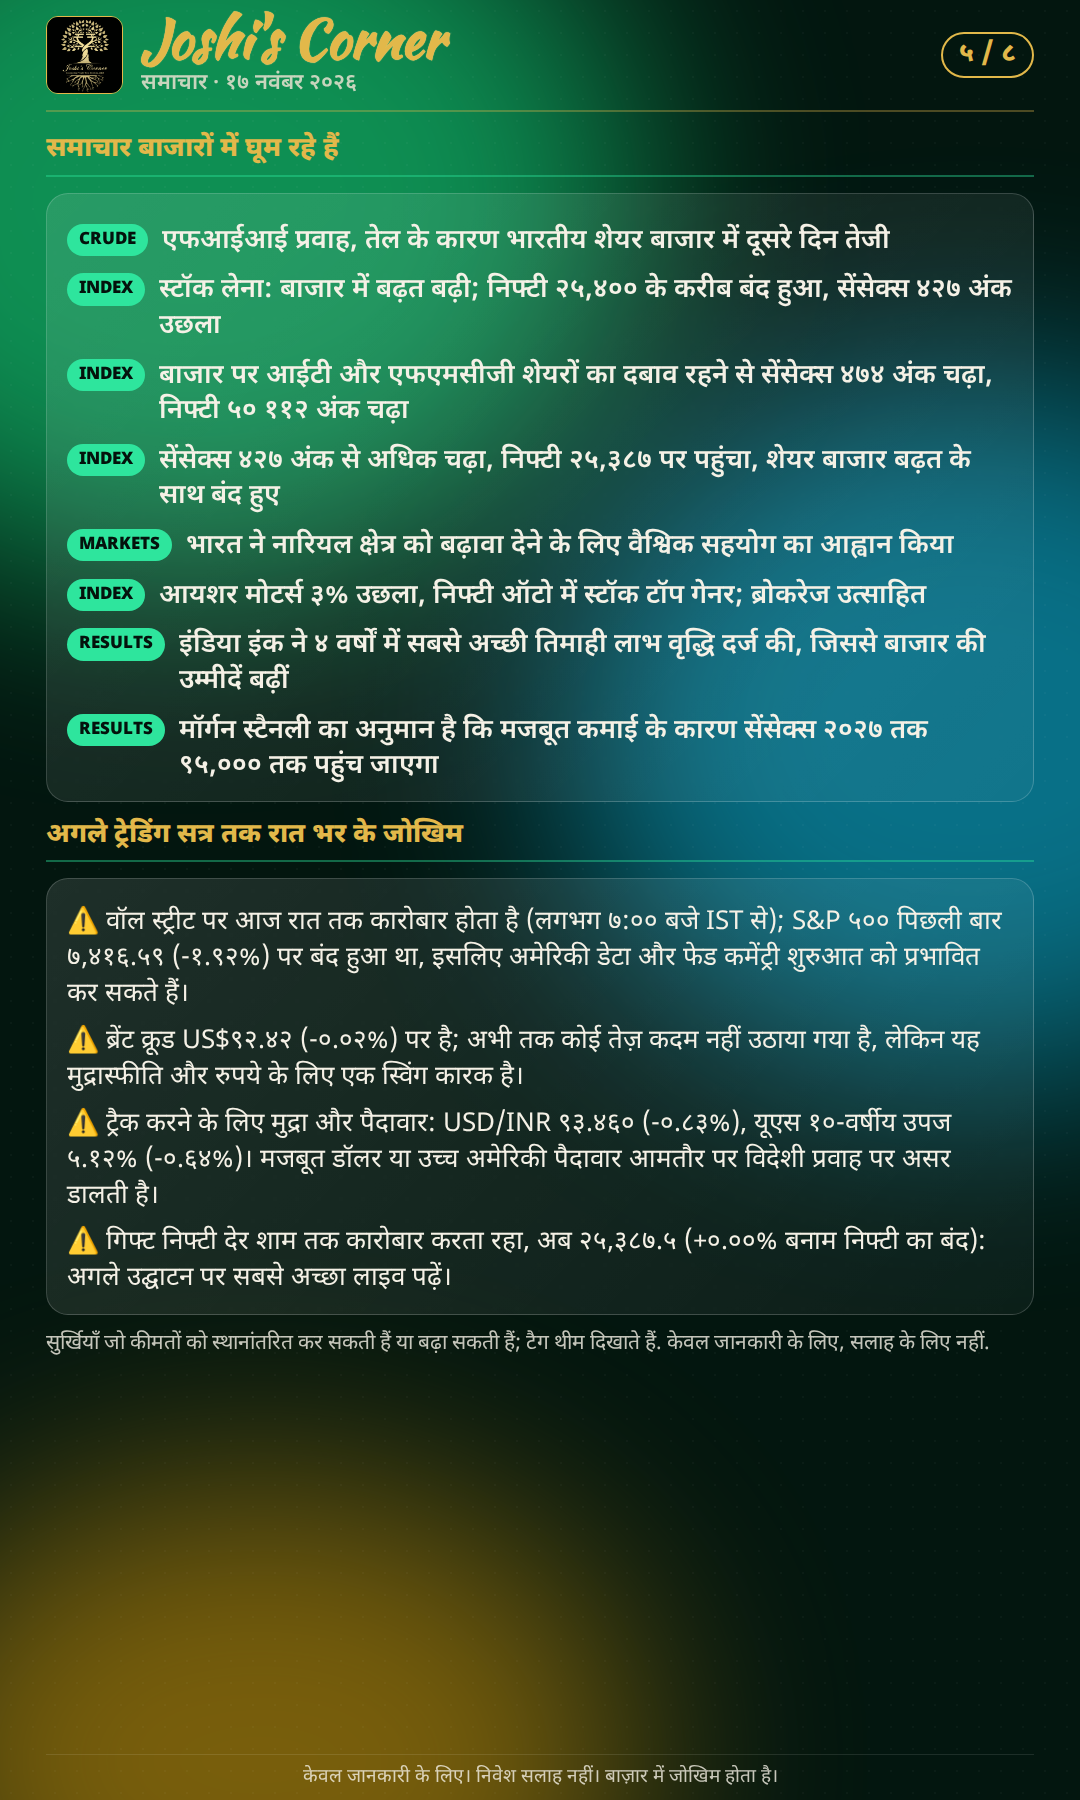 Joshi's Corner
Joshi's Corner
समाचार · १७ नवंबर २०२६
५ / ८
समाचार बाजारों में घूम रहे हैं
CRUDE एफआईआई प्रवाह, तेल के कारण भारतीय शेयर बाजार में दूसरे दिन तेजी
INDEX स्टॉक लेना: बाजार में बढ़त बढ़ी; निफ्टी २५,४०० के करीब बंद हुआ, सेंसेक्स ४२७ अंक
उछला
INDEX बाजार पर आईटी और एफएमसीजी शेयरों का दबाव रहने से सेंसेक्स ४७४ अंक चढ़ा,
निफ्टी ५० ११२ अंक चढ़ा
INDEX सेंसेक्स ४२७ अंक से अधिक चढ़ा, निफ्टी २५,३८७ पर पहुंचा, शेयर बाजार बढ़त के
साथ बंद हुए
MARKETS भारत ने नारियल क्षेत्र को बढ़ावा देने के लिए वैश्विक सहयोग का आह्वान किया
INDEX आयशर मोटर्स ३% उछला, निफ्टी ऑटो में स्टॉक टॉप गेनर; ब्रोकरेज उत्साहित
RESULTS इंडिया इंक ने ४ वर्षों में सबसे अच्छी तिमाही लाभ वृद्धि दर्ज की, जिससे बाजार की
उम्मीदें बढ़ीं
RESULTS मॉर्गन स्टैनली का अनुमान है कि मजबूत कमाई के कारण सेंसेक्स २०२७ तक
९५,००० तक पहुंच जाएगा
अगले ट्रेडिंग सत्र तक रात भर के जोखिम
⚠️ वॉल स्ट्रीट पर आज रात तक कारोबार होता है (लगभग ७:०० बजे IST से); S&P ५०० पिछली बार
७,४१६.५९ (-१.९२%) पर बंद हुआ था, इसलिए अमेरिकी डेटा और फेड कमेंट्री शुरुआत को प्रभावित
कर सकते हैं।
⚠️ ब्रेंट क्रूड US$९२.४२ (-०.०२%) पर है; अभी तक कोई तेज़ कदम नहीं उठाया गया है, लेकिन यह
मुद्रास्फीति और रुपये के लिए एक स्विंग कारक है।
⚠️ ट्रैक करने के लिए मुद्रा और पैदावार: USD/INR ९३.४६० (-०.८३%), यूएस १०-वर्षीय उपज
५.१२% (-०.६४%)। मजबूत डॉलर या उच्च अमेरिकी पैदावार आमतौर पर विदेशी प्रवाह पर असर
डालती है।
⚠️ गिफ्ट निफ्टी देर शाम तक कारोबार करता रहा, अब २५,३८७.५ (+०.००% बनाम निफ्टी का बंद):
अगले उद्घाटन पर सबसे अच्छा लाइव पढ़ें।
सुर्खियाँ जो कीमतों को स्थानांतरित कर सकती हैं या बढ़ा सकती हैं; टैग थीम दिखाते हैं. केवल जानकारी के लिए, सलाह के लिए नहीं.
केवल जानकारी के लिए। निवेश सलाह नहीं। बाज़ार में जोखिम होता है।